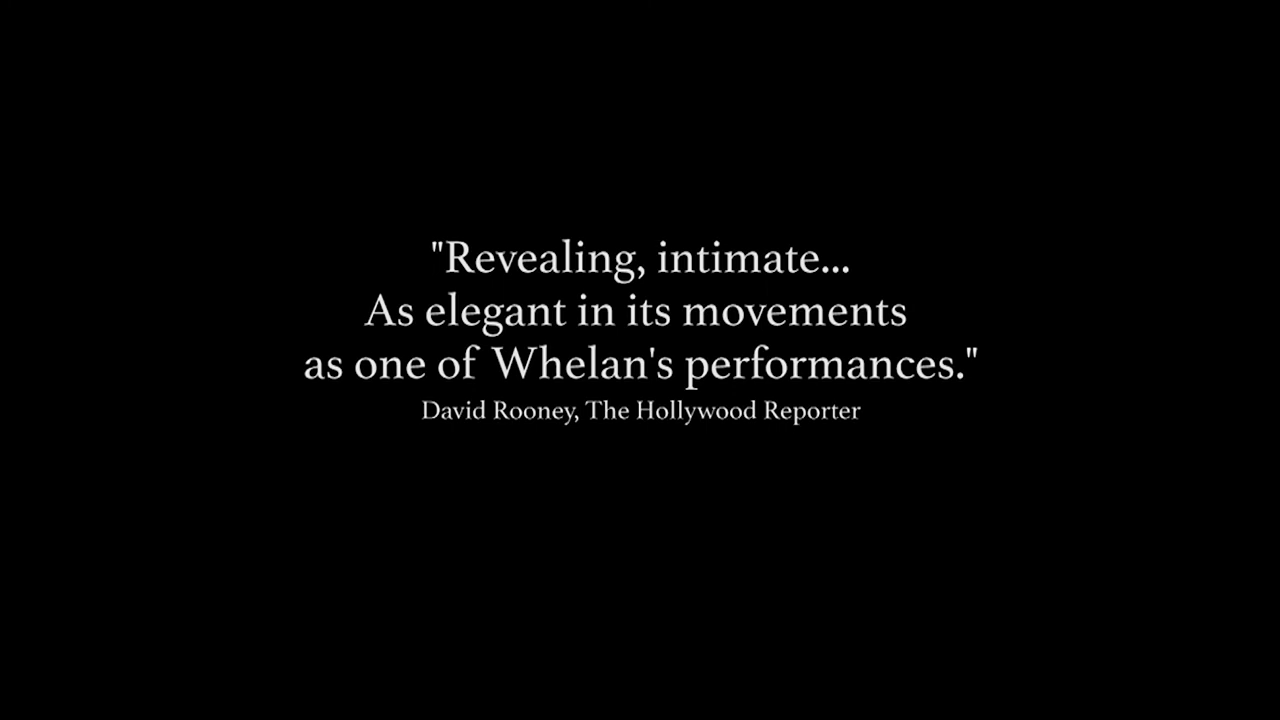 "Revealing, intimate...
As elegant in its movements
as one of Whelan's performances."
David Rooney, The Hollywood Reporter